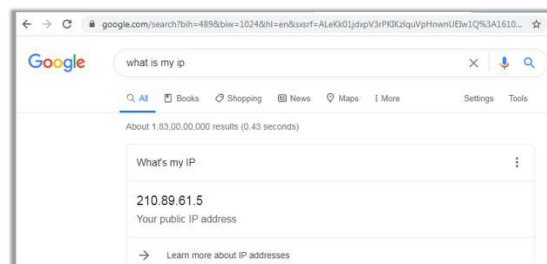 google.com/search?bih=489&biw=1024&hl=en&sxsrf=ALeKk01jdxpV3rPKIKzlquVpHnwnUEIw1Q%3A1610...
Google what is my ip
All Books Shopping News Maps More Settings Tools
About 1,83,00,00,000 results (0.43 seconds)
What's my IP
210.89.61.5
Your public IP address
Learn more about IP addresses